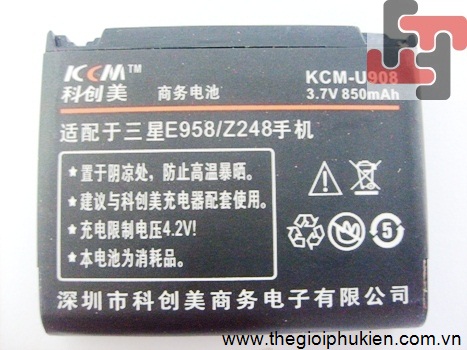 KCM™
KCM-U908
科创美 商务电池
3.7V 850mAh
适配于三星E958/Z248手机
★置于阴凉处，防止高温暴晒。
★建议与科创美充电器配套使用。
★充电限制电压4.2V!
★本电池为消耗品。
5
深圳市科创美商务电子有限公司
www.thegioiphukien.com.vn